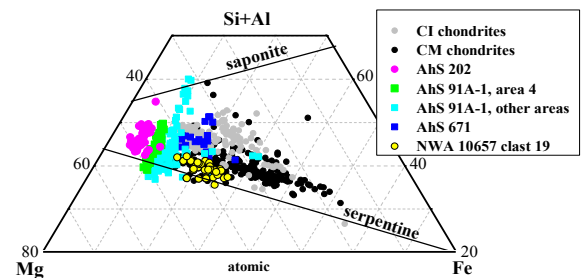 Si+Al
saponite
40
60
60
40
serpentine
80
20
Mg
atomic
Fe
CI chondrites
CM chondrites
AhS 202
AhS 91A-1, area 4
AhS 91A-1, other areas
AhS 671
NWA 10657 clast 19